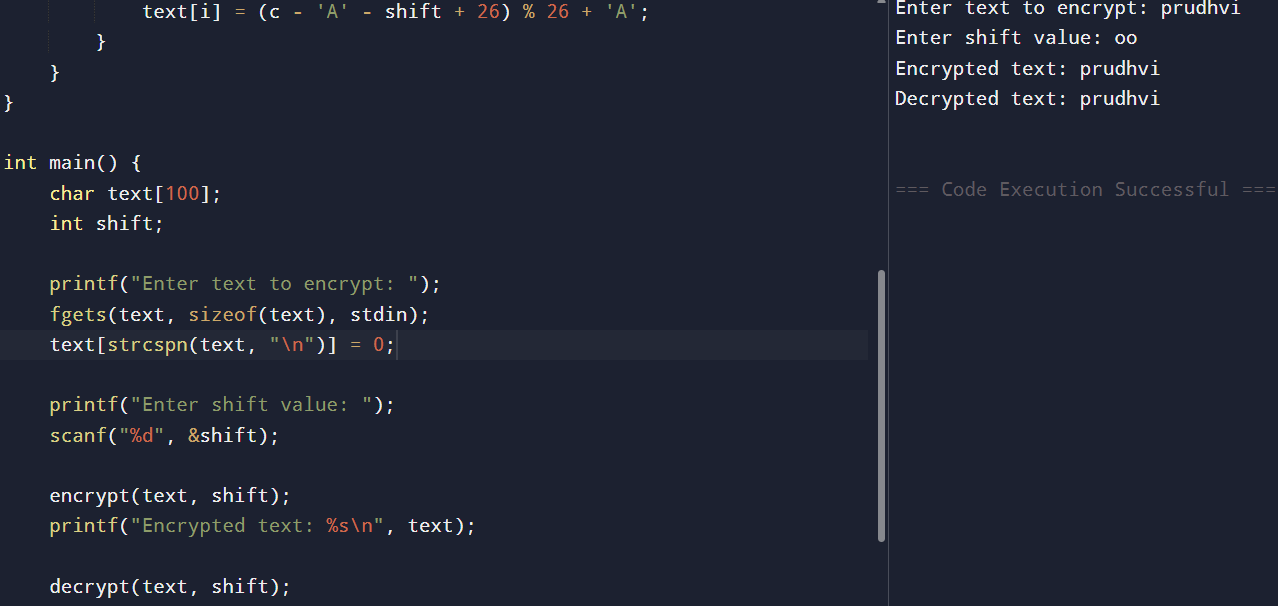 text[i] = (c - 'A' - shift + 26) % 26 + 'A';
}
}
}
int main() {
char text[100];
int shift;
printf("Enter text to encrypt: ");
fgets(text, sizeof(text), stdin);
text[strcspn(text, "\n")] = 0;
printf("Enter shift value: ");
scanf("%d", &shift);
encrypt(text, shift);
printf("Encrypted text: %s\n", text);
decrypt(text, shift);
Enter text to encrypt: prudhvi
Enter shift value: oo
Encrypted text: prudhvi
Decrypted text: prudhvi
=== Code Execution Successful ===